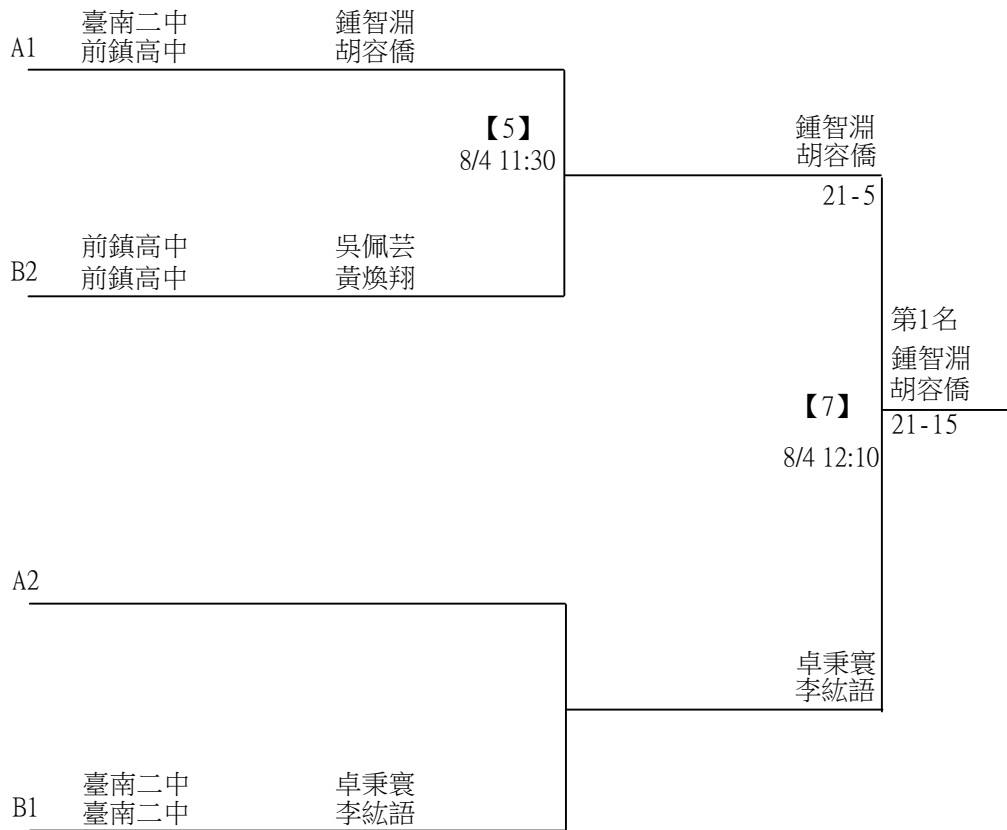 臺南二中 鍾智淵
A1 前鎮高中 胡容僑
【5】
8/4 11:30
鍾智淵
胡容僑
21-5
前鎮高中 吳佩芸
B2 前鎮高中 黃煥翔
第1名
鍾智淵
胡容僑
【7】
21-15
8/4 12:10
A2
卓秉寰
李紘語
臺南二中 卓秉寰
B1 臺南二中 李紘語